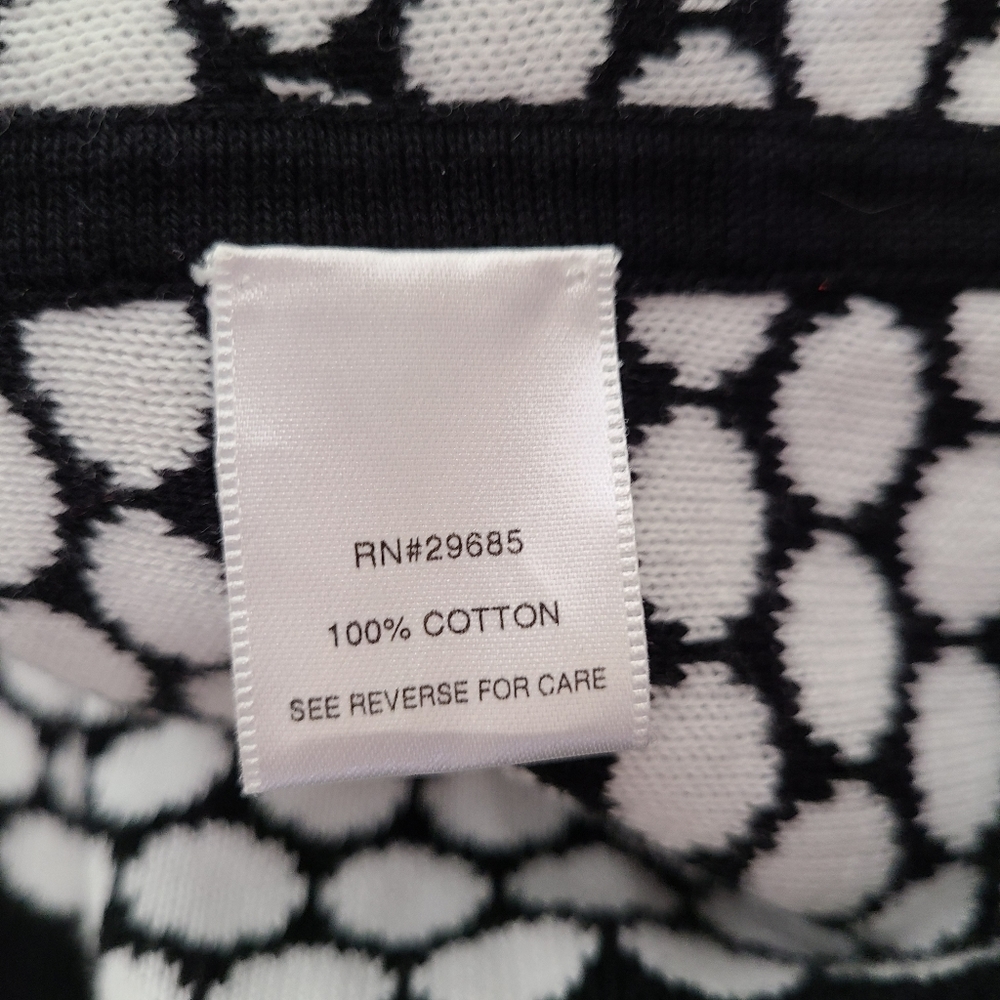 RN#29685
100% COTTON
SEE REVERSE FOR CARE